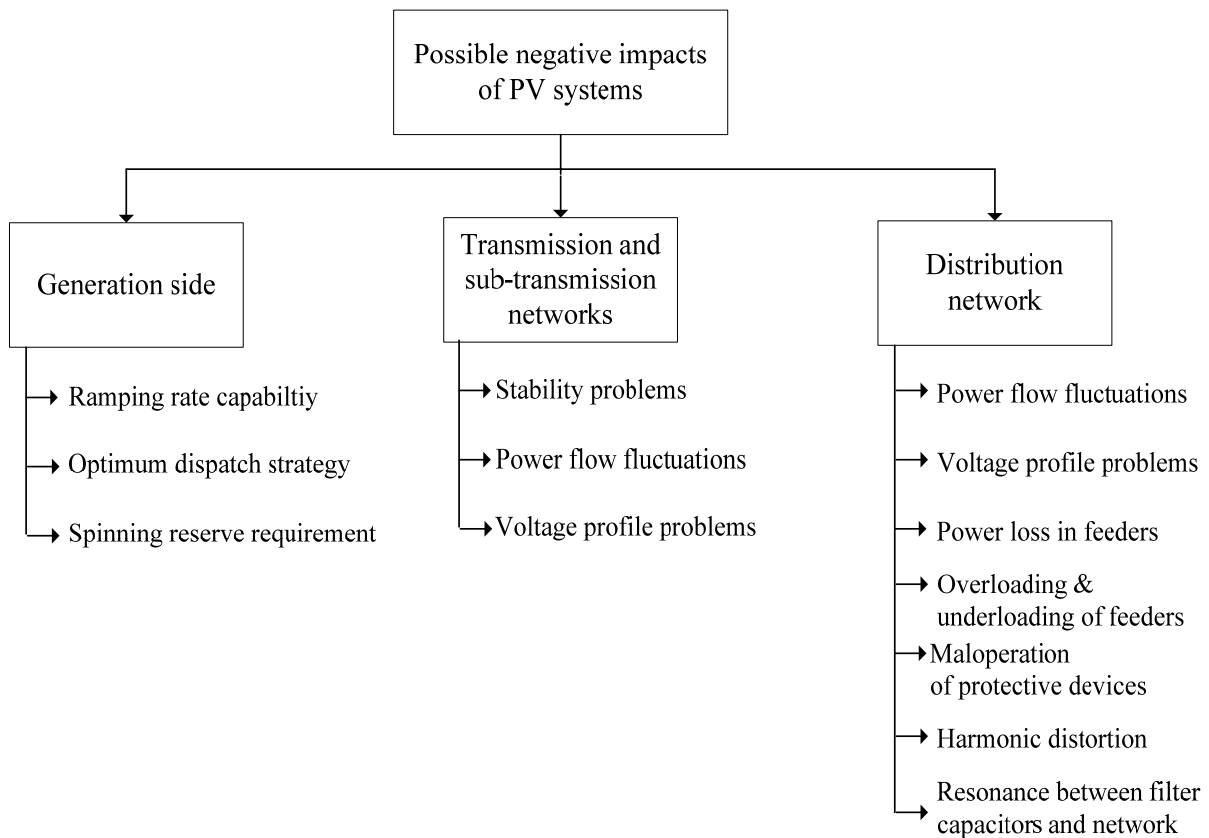 Possible negative impacts
of PV systems
Generation side
Ramping rate capabiltiy
Optimum dispatch strategy
Spinning reserve requirement
Transmission and
sub-transmission
networks
Stability problems
Power flow fluctuations
Voltage profile problems
Distribution
network
Power flow fluctuations
Voltage profile problems
Power loss in feeders
Overloading &
underloading of feeders
Maloperation
of protective devices
Harmonic distortion
Resonance between filter
capacitors and network